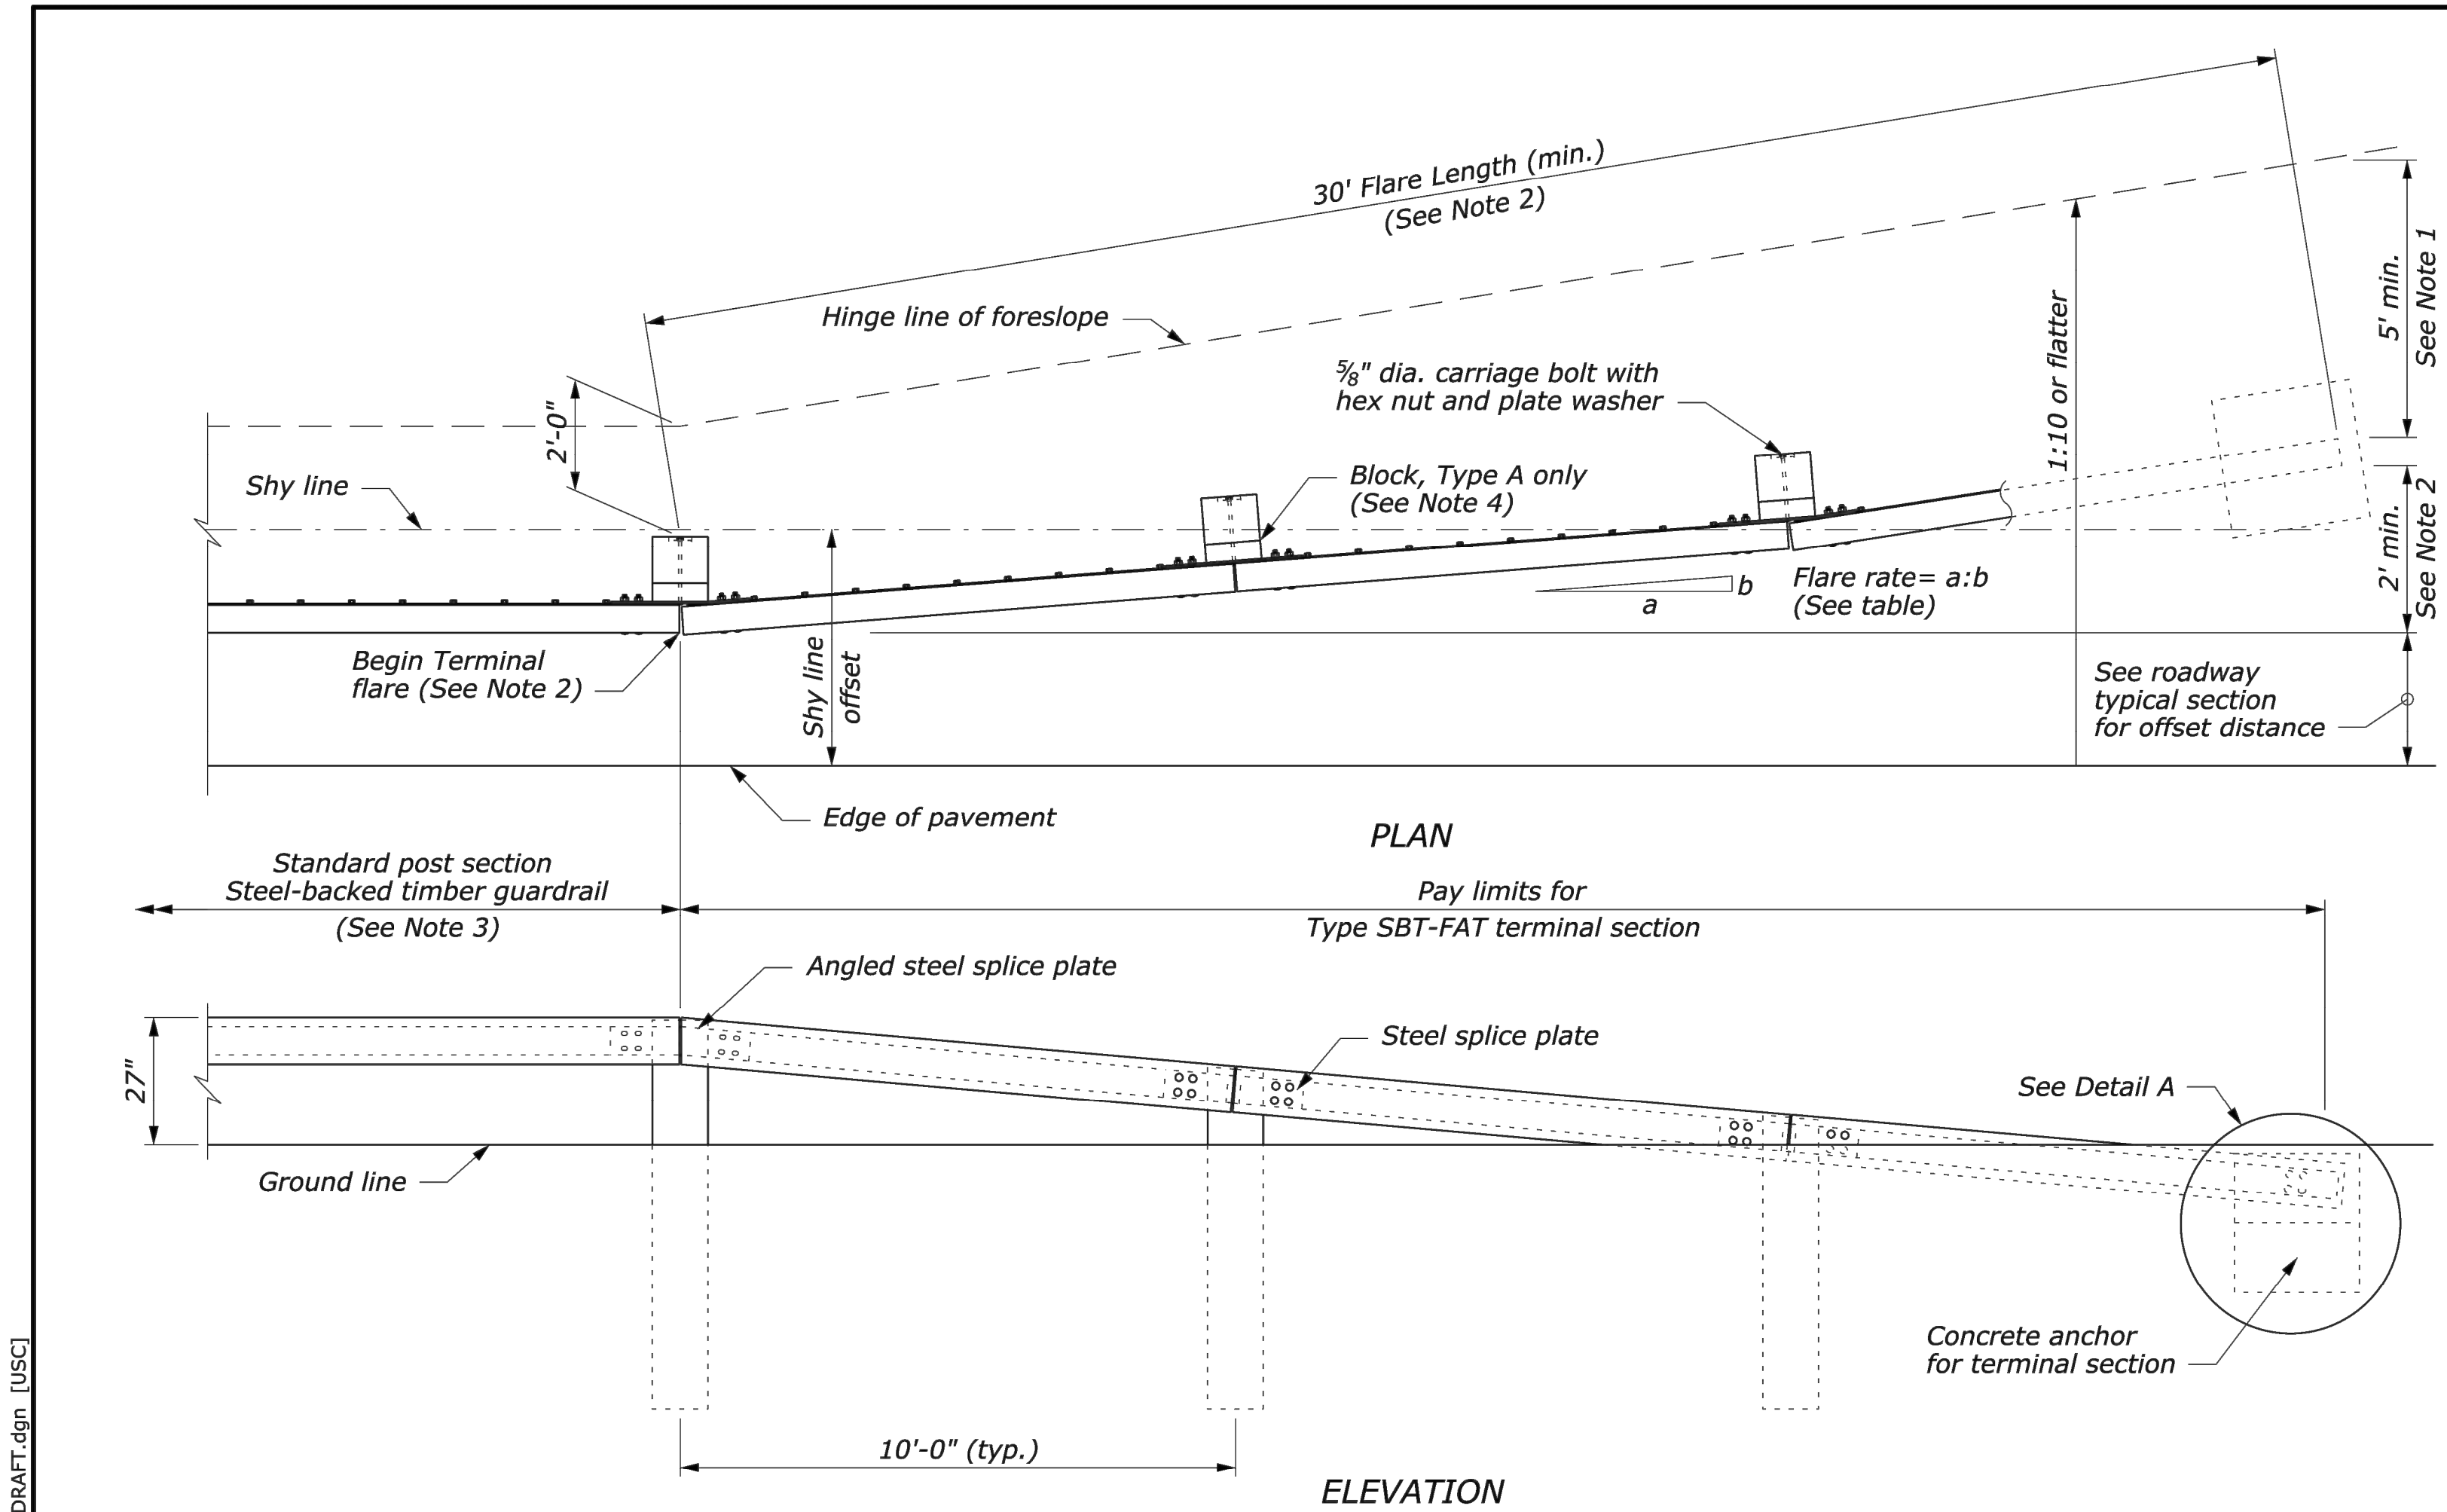 30' Flare Length (min.)
(See Note 2)
5' min.
See Note 1
Hinge line of foreslope
1:10 or flatter
5/8" dia. carriage bolt with
hex nut and plate washer
2'-0"
Shy line
Block, Type A only
(See Note 4)
2' min.
See Note 2
a
b
Flare rate= a:b
(See table)
Begin Terminal
flare (See Note 2)
Shy line
offset
See roadway
typical section
for offset distance
Edge of pavement
PLAN
Standard post section
Steel-backed timber guardrail
(See Note 3)
Pay limits for
Type SBT-FAT terminal section
Angled steel splice plate
Steel splice plate
27"
See Detail A
Ground line
Concrete anchor
for terminal section
10'-0" (typ.)
ELEVATION
DRAFT.dgn [USC]